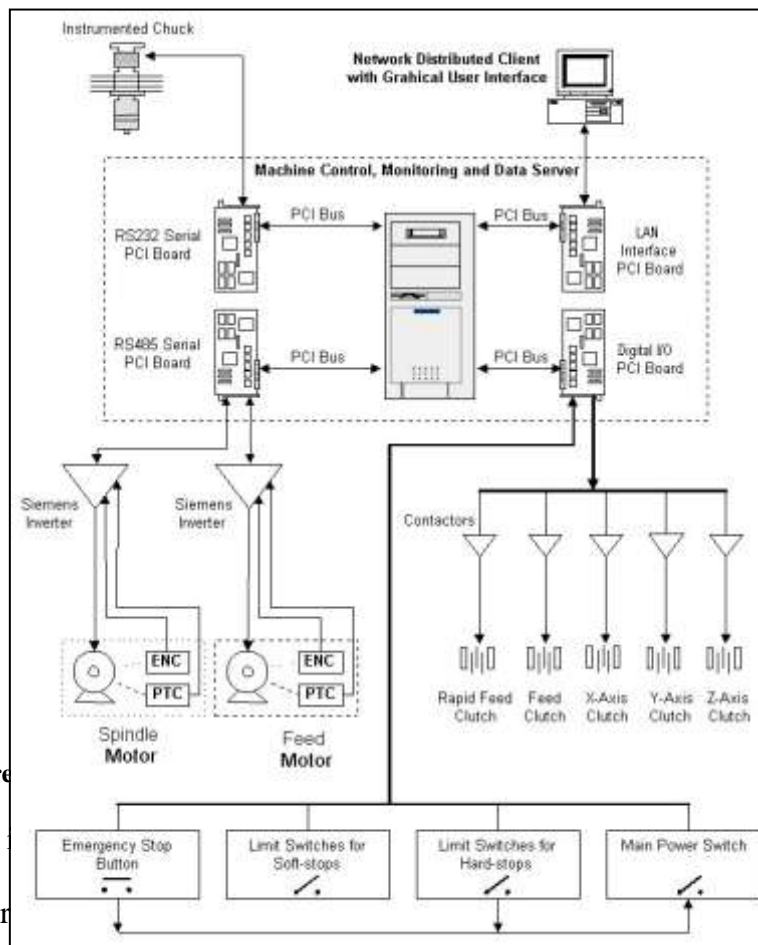 Instrumented Chuck
Network Distributed Client
with Grahical User Interface
Machine Control, Monitoring and Data Server
PCI Bus
PCI Bus
RS232 Serial
PCI Board
LAN
Interface
PCI Board
RS485 Serial
PCI Board
PCI Bus
PCI Bus
Digital I/O
PCI Board
Siemens
Inverter
Siemens
Inverter
Contactors
ENC
PTC
ENC
PTC
Spindle
Motor
Feed
Motor
Rapid Feed
Clutch
Feed
Clutch
X-Axis
Clutch
Y-Axis
Clutch
Z-Axis
Clutch
Emergency Stop
Button
Limit Switches for
Soft-stops
Limit Switches for
Hard-stops
Main Power Switch